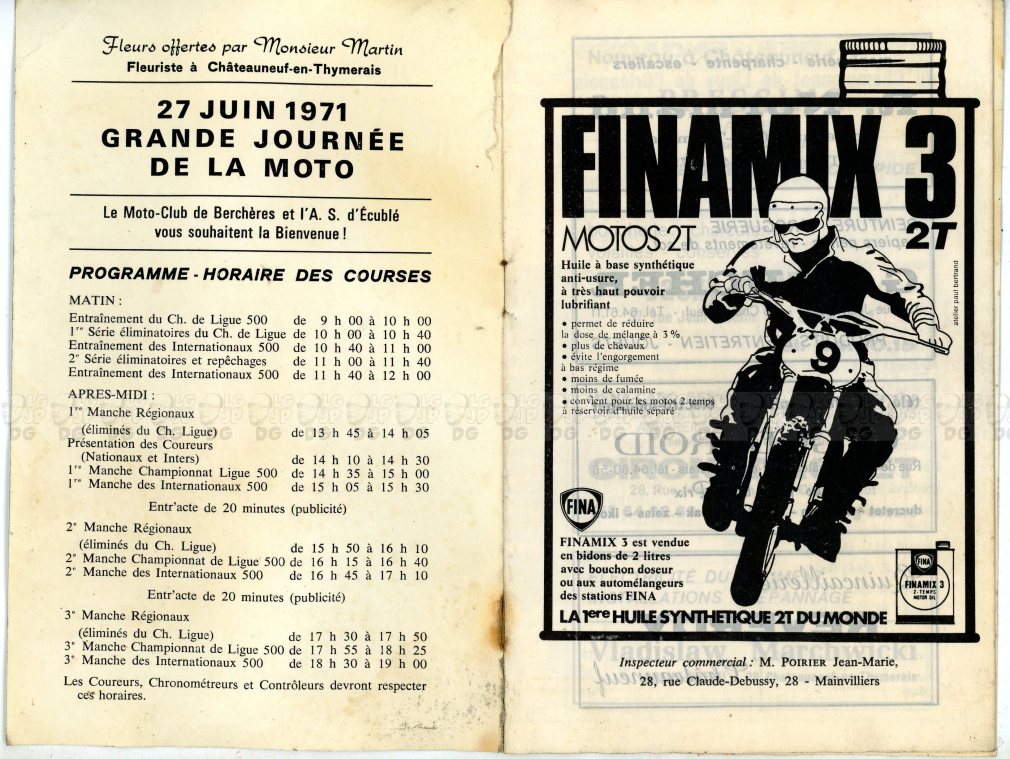 Fleurs offertes par Monsieur Martin
Fleuriste à Châteauneuf-en-Thymerais
27 JUIN 1971
GRANDE JOURNÉE
DE LA MOTO
Le Moto-Club de Berchères et l'A. S. d'Écublé
vous souhaitent la Bienvenue !
PROGRAMME - HORAIRE DES COURSES
MATIN :
Entraînement du Ch. de Ligue 500 de 9 h 00 à 10 h 00
1re Série éliminatoires du Ch. de Ligue de 10 h 00 à 10 h 40
Entraînement des Internationaux 500 de 10 h 40 à 11 h 00
2e Série éliminatoires et repêchages de 11 h 00 à 11 h 40
Entraînement des Internationaux 500 de 11 h 40 à 12 h 00
APRES-MIDI :
1re Manche Régionaux
(éliminés du Ch. Ligue) de 13 h 45 à 14 h 05
Présentation des Coureurs
(Nationaux et Inters) de 14 h 10 à 14 h 30
1re Manche Championnat Ligue 500 de 14 h 35 à 15 h 00
1re Manche des Internationaux 500 de 15 h 05 à 15 h 30
Entr'acte de 20 minutes (publicité)
2e Manche Régionaux
(éliminés du Ch. Ligue) de 15 h 50 à 16 h 10
2e Manche Championnat de Ligue 500 de 16 h 15 à 16 h 40
2e Manche des Internationaux 500 de 16 h 45 à 17 h 10
Entr'acte de 20 minutes (publicité)
3e Manche Régionaux
(éliminés du Ch. Ligue) de 17 h 30 à 17 h 50
3e Manche Championnat de Ligue 500 de 17 h 55 à 18 h 25
3e Manche des Internationaux 500 de 18 h 30 à 19 h 00
Les Coureurs, Chronométreurs et Contrôleurs devront respecter
ces horaires.
FINAMIX 3
2T
MOTOS 2T
Huile à base synthétique
anti-usure,
à très haut pouvoir
lubrifiant
• permet de réduire
la dose de mélange à 3 %
• plus de chevaux
• évite l'engorgement
à bas régime
• moins de fumée
• moins de calamine
• convient pour les motos 2 temps
à réservoir d'huile séparé
atelier paul bertrand
9
FINA
FINAMIX 3 est vendue
en bidons de 2 litres
avec bouchon doseur
ou aux automélangeurs
des stations FINA
FINA
FINAMIX 3
2-TEMPS
MOTOR OIL
LA 1ere HUILE SYNTHETIQUE 2T DU MONDE
Inspecteur commercial : M. POIRIER Jean-Marie,
28, rue Claude-Debussy, 28 - Mainvilliers